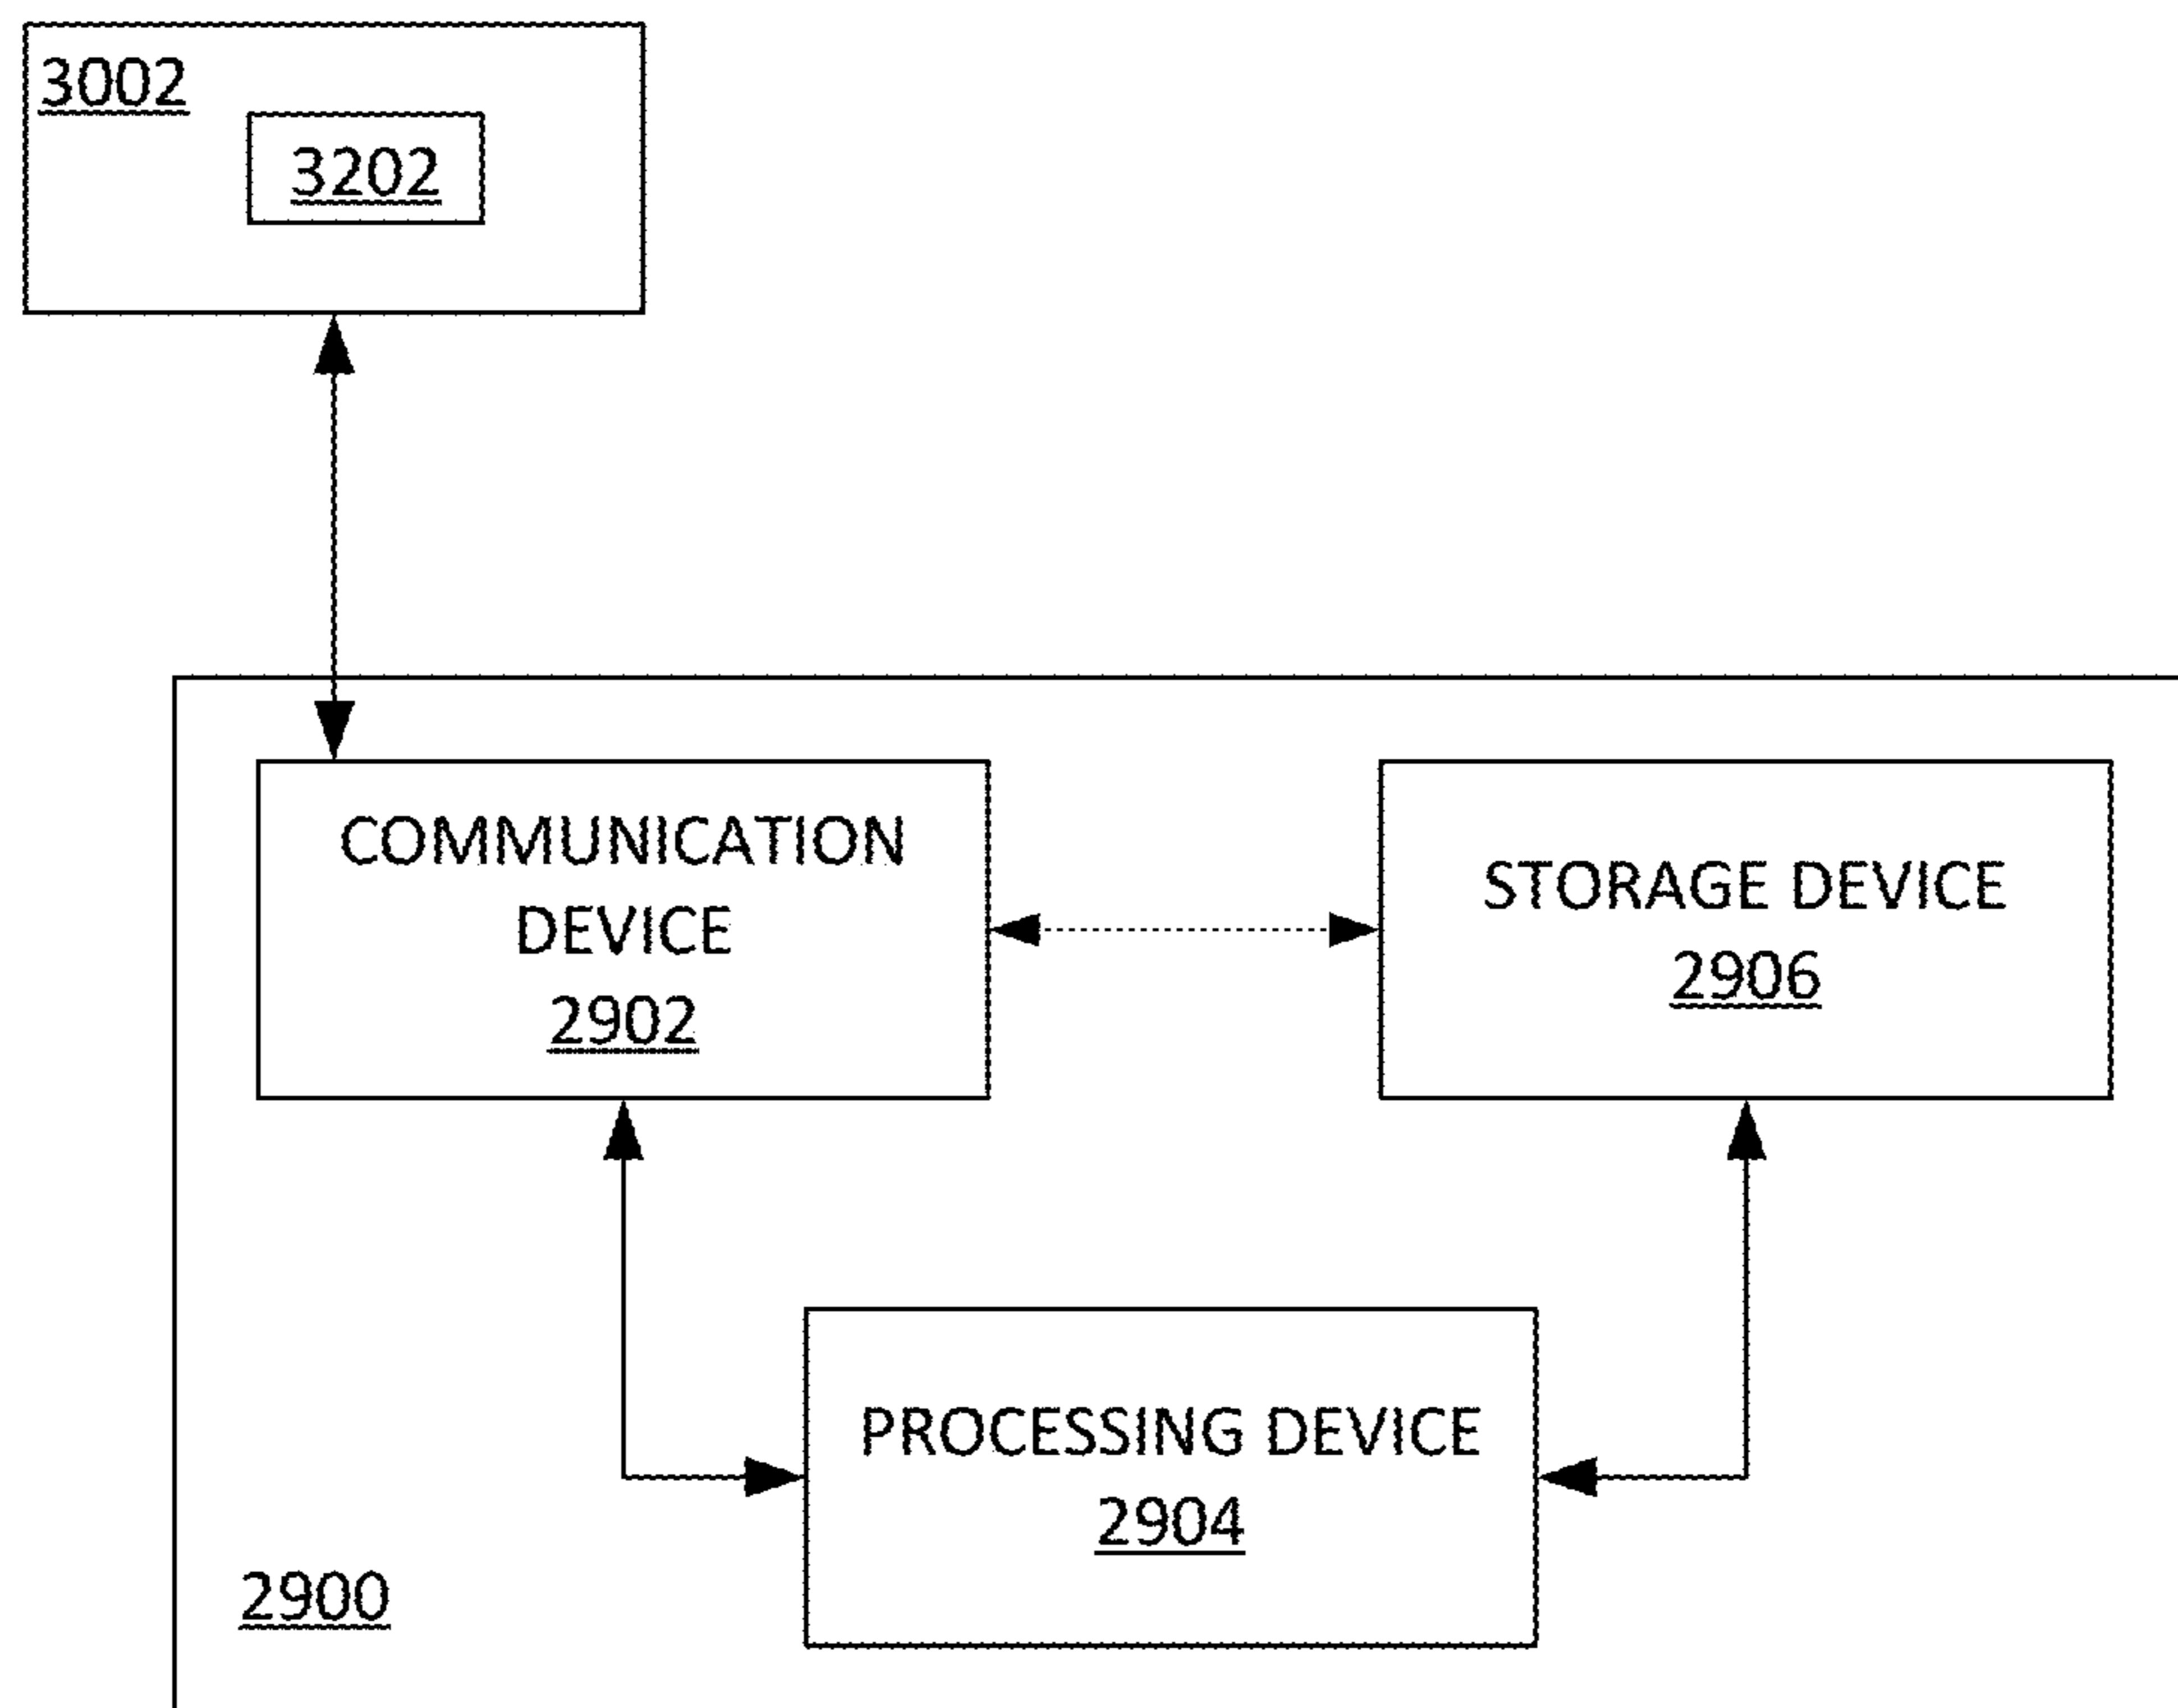 3002
3202
COMMUNICATION
DEVICE
2902
STORAGE DEVICE
2906
PROCESSING DEVICE
2904
2900